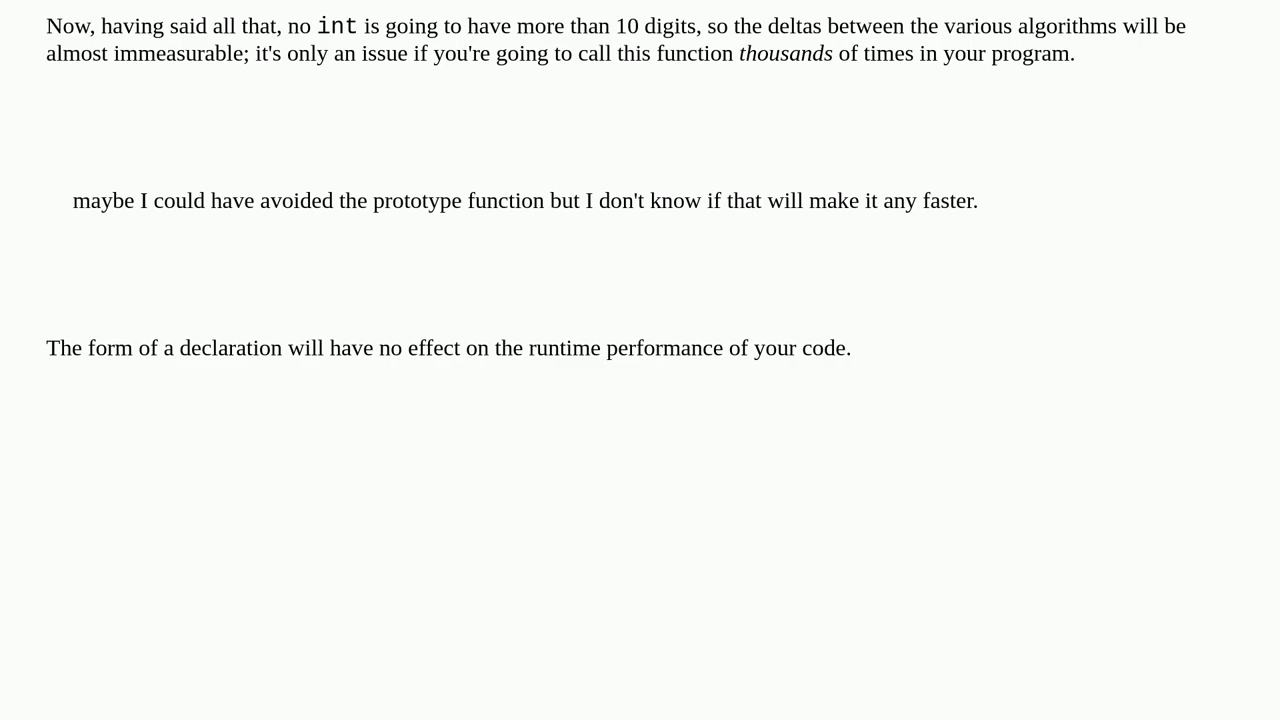 Now, having said all that, no int is going to have more than 10 digits, so the deltas between the various algorithms will be
almost immeasurable; it's only an issue if you're going to call this function thousands of times in your program.
maybe I could have avoided the prototype function but I don't know if that will make it any faster.
The form of a declaration will have no effect on the runtime performance of your code.